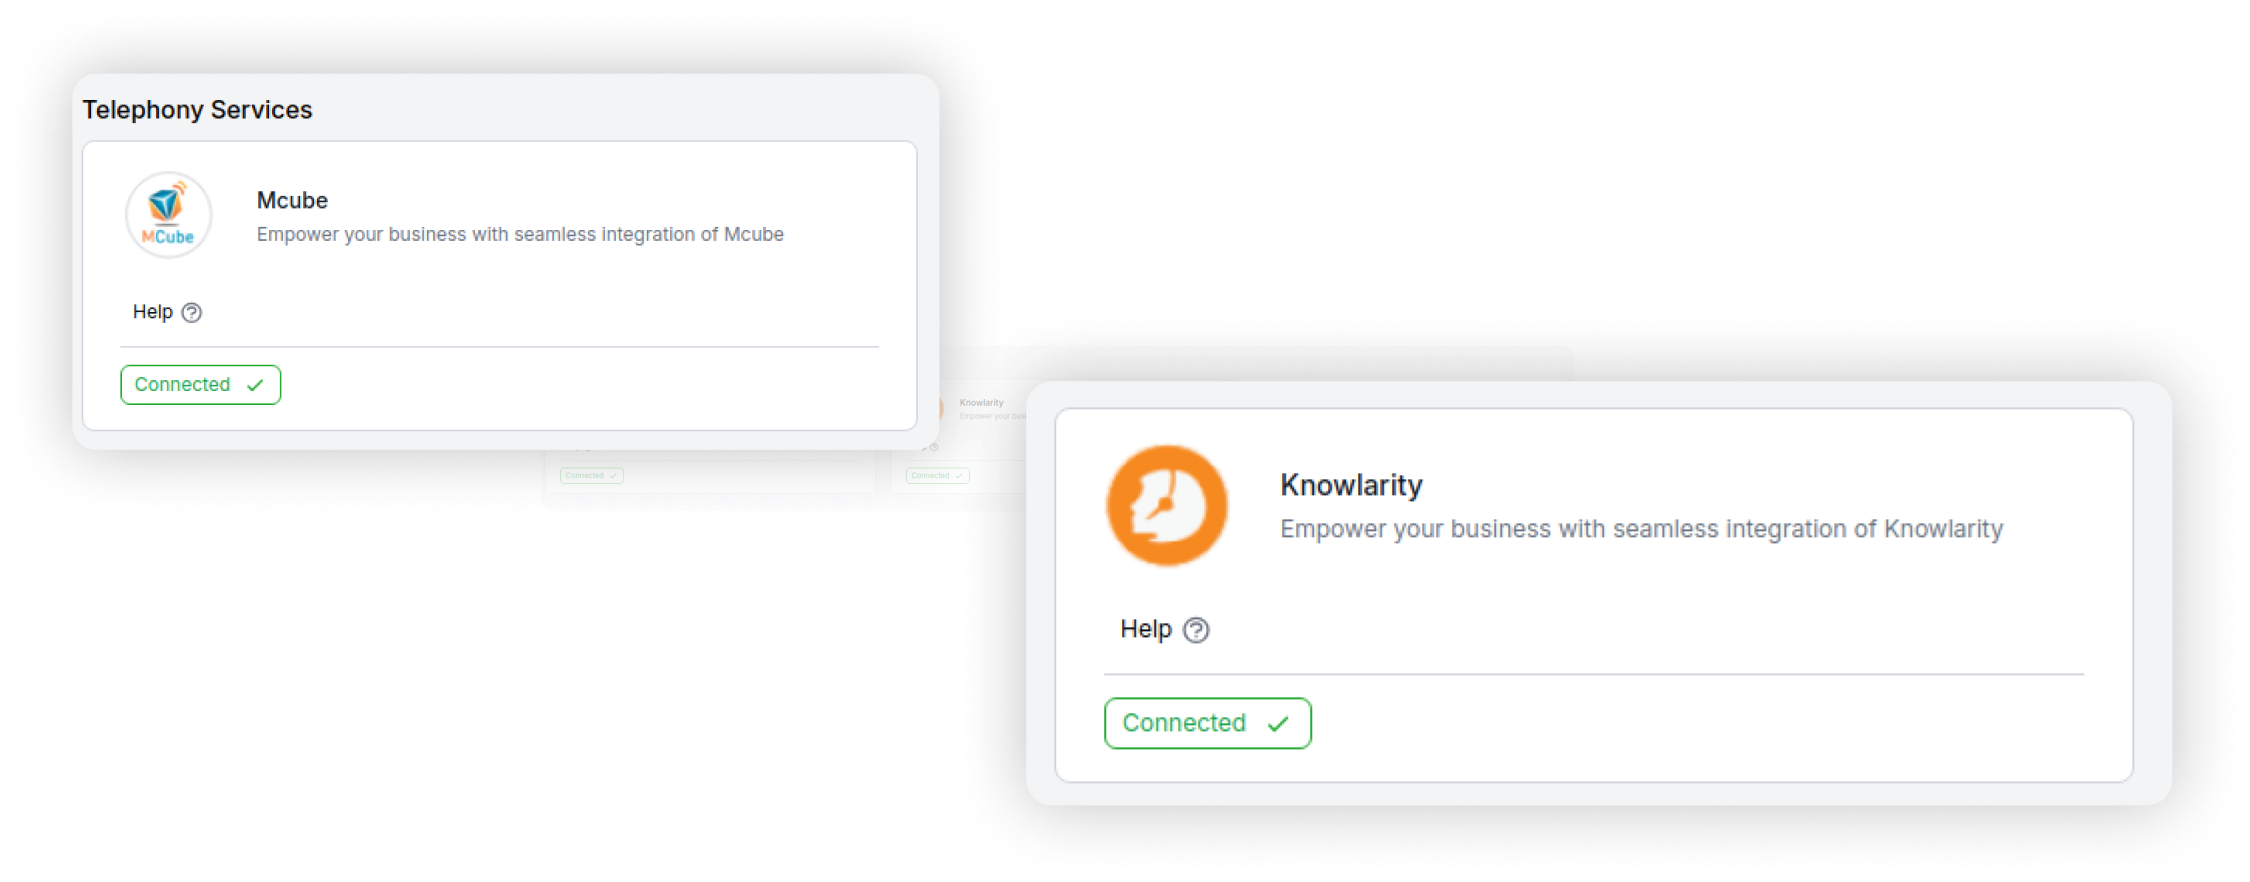 Telephony Services
MCube
Mcube
Empower your business with seamless integration of Mcube
Help
Connected
Knowlarity
Empower your busi
Connected
Connected
Knowlarity
Empower your business with seamless integration of Knowlarity
Help
Connected